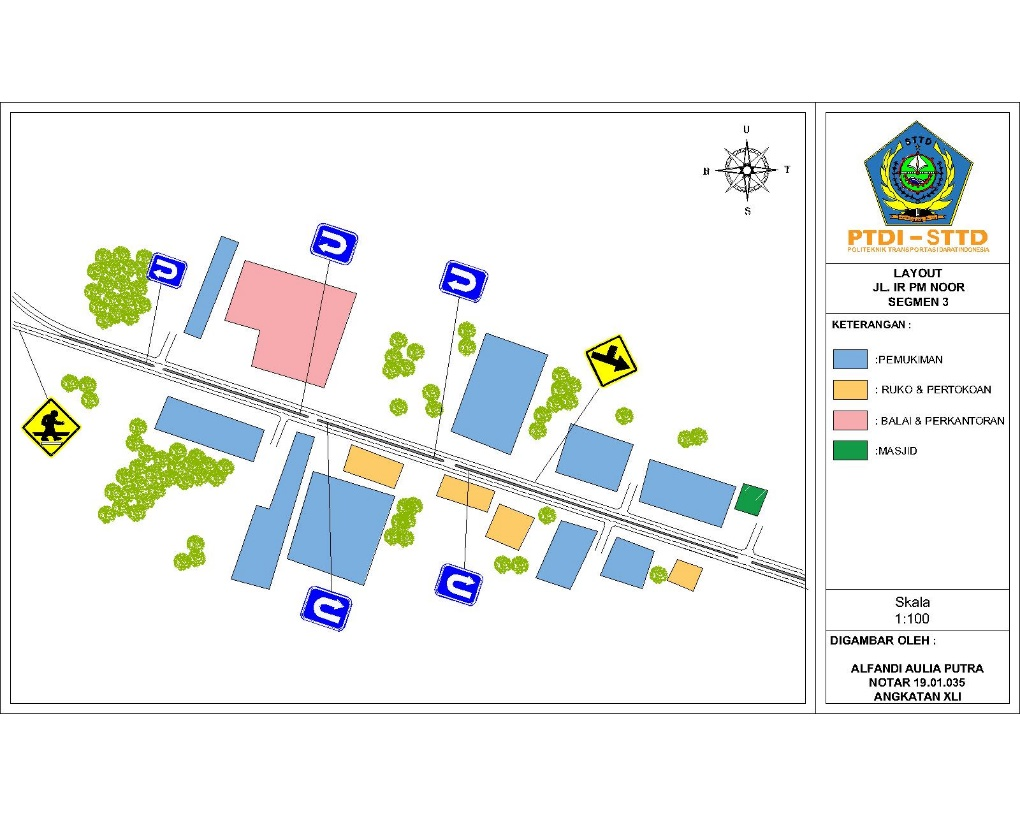 U
B
T
S
STTD
PTDI - STTD
POLITEKNIK TRANSPORTASI DARAT INDONESIA
LAYOUT
JL. IR PM NOOR
SEGMEN 3
KETERANGAN :
:PEMUKIMAN
: RUKO & PERTOKOAN
: BALAI & PERKANTORAN
:MASJID
Skala
1:100
DIGAMBAR OLEH :
ALFANDI AULIA PUTRA
NOTAR 19.01.035
ANGKATAN XLI